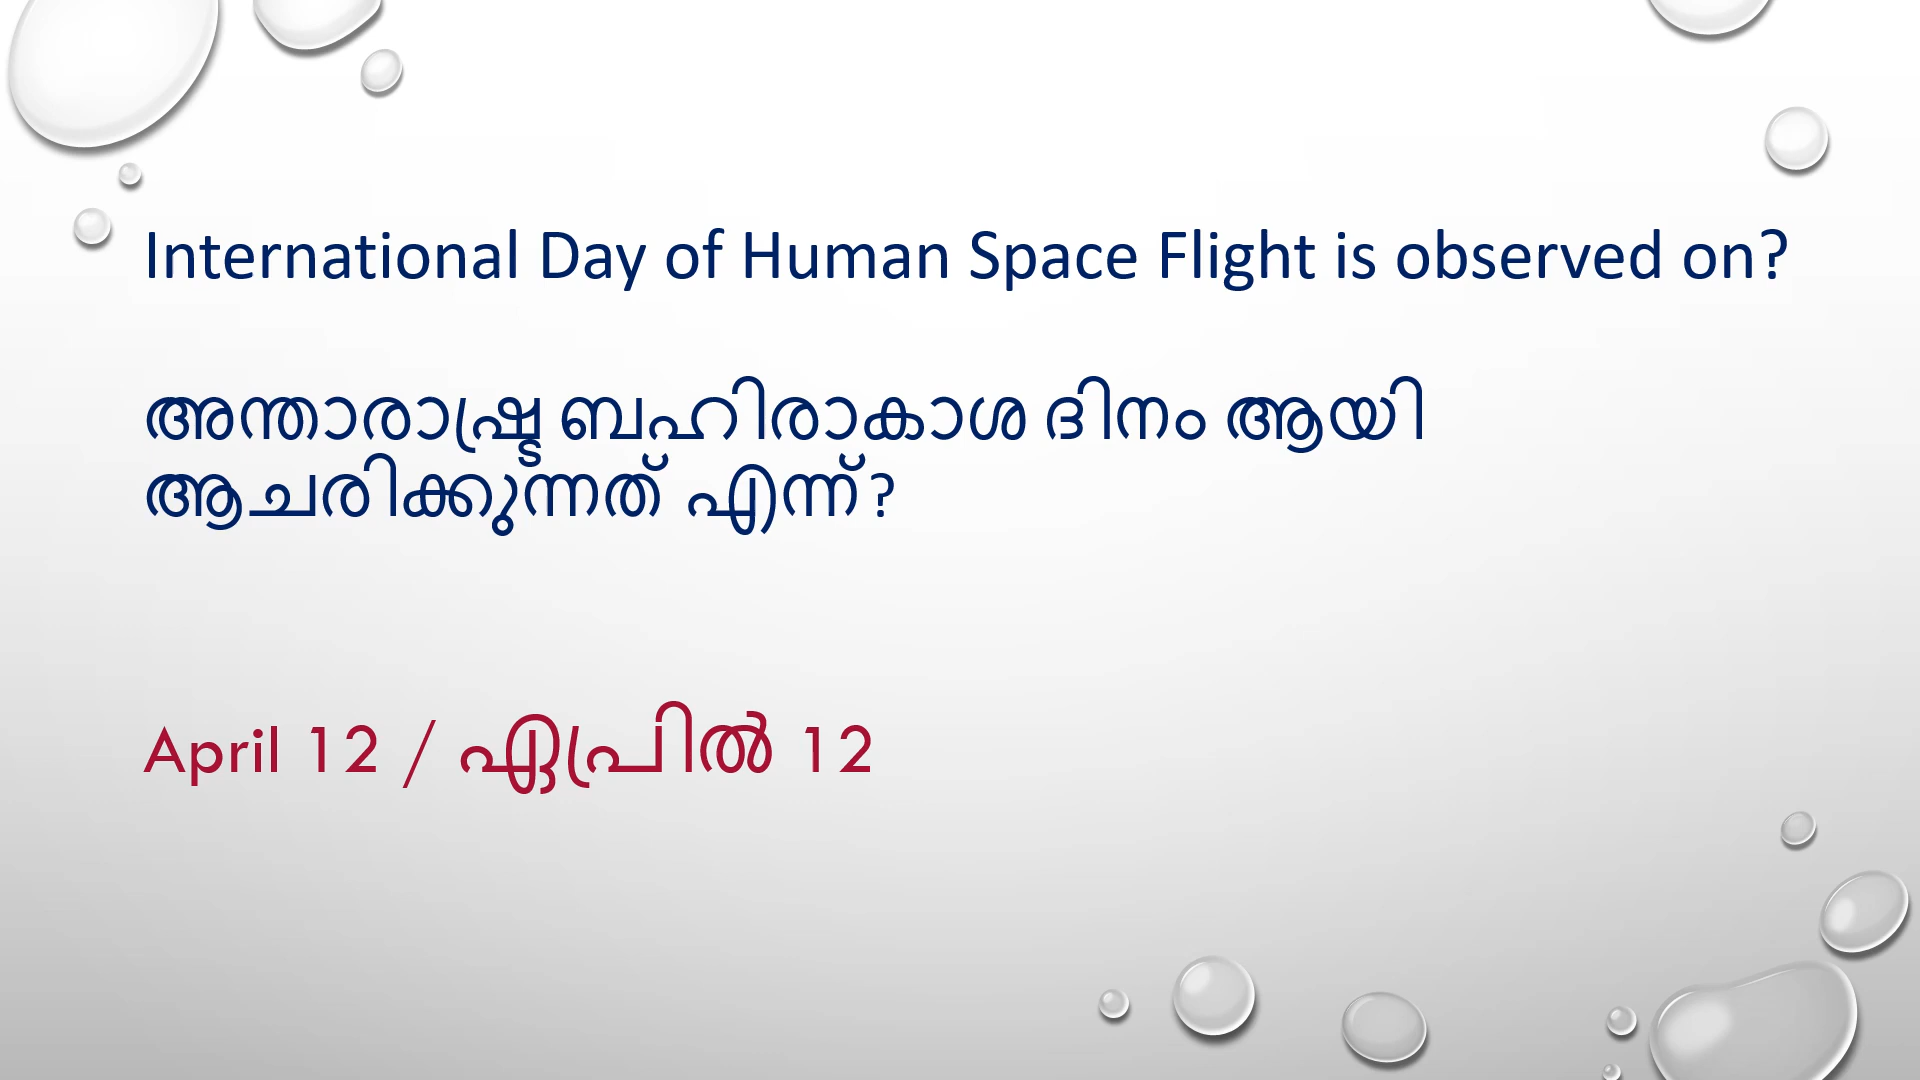 International Day of Human Space Flight is observed on?
അന്താരാഷ്ട്ര ബഹിരാകാശ ദിനം ആയി
ആചരിക്കുന്നത് എന്ന്?
April 12 / ഏപ്രിൽ 12